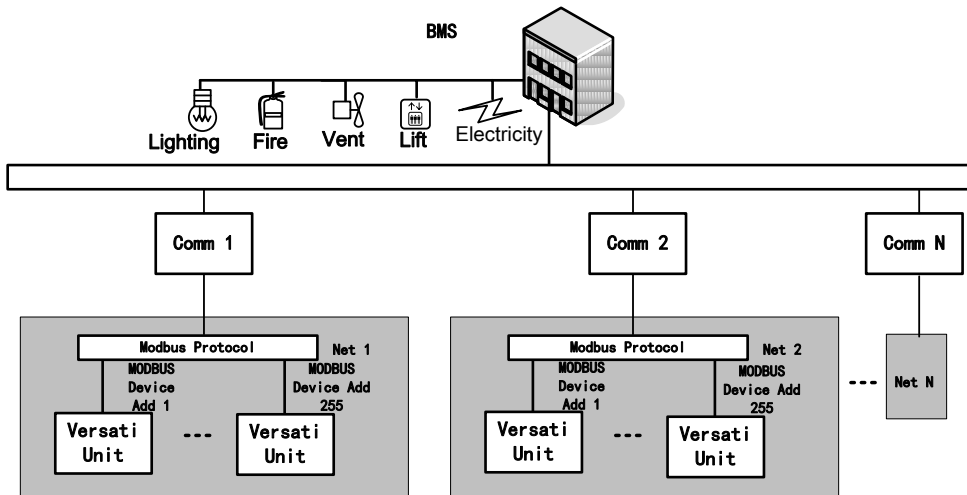 BMS
Lighting
Fire
Vent
Lift
Electricity
Comm 1
Comm 2
Comm N
Modbus Protocol
Net 1
MODBUS
Device
Add 1
MODBUS
Device Add
255
Versati
Unit
---
Versati
Unit
Modbus Protocol
Net 2
MODBUS
Device
Add 1
MODBUS
Device Add
255
Versati
Unit
---
Versati
Unit
----
Net N